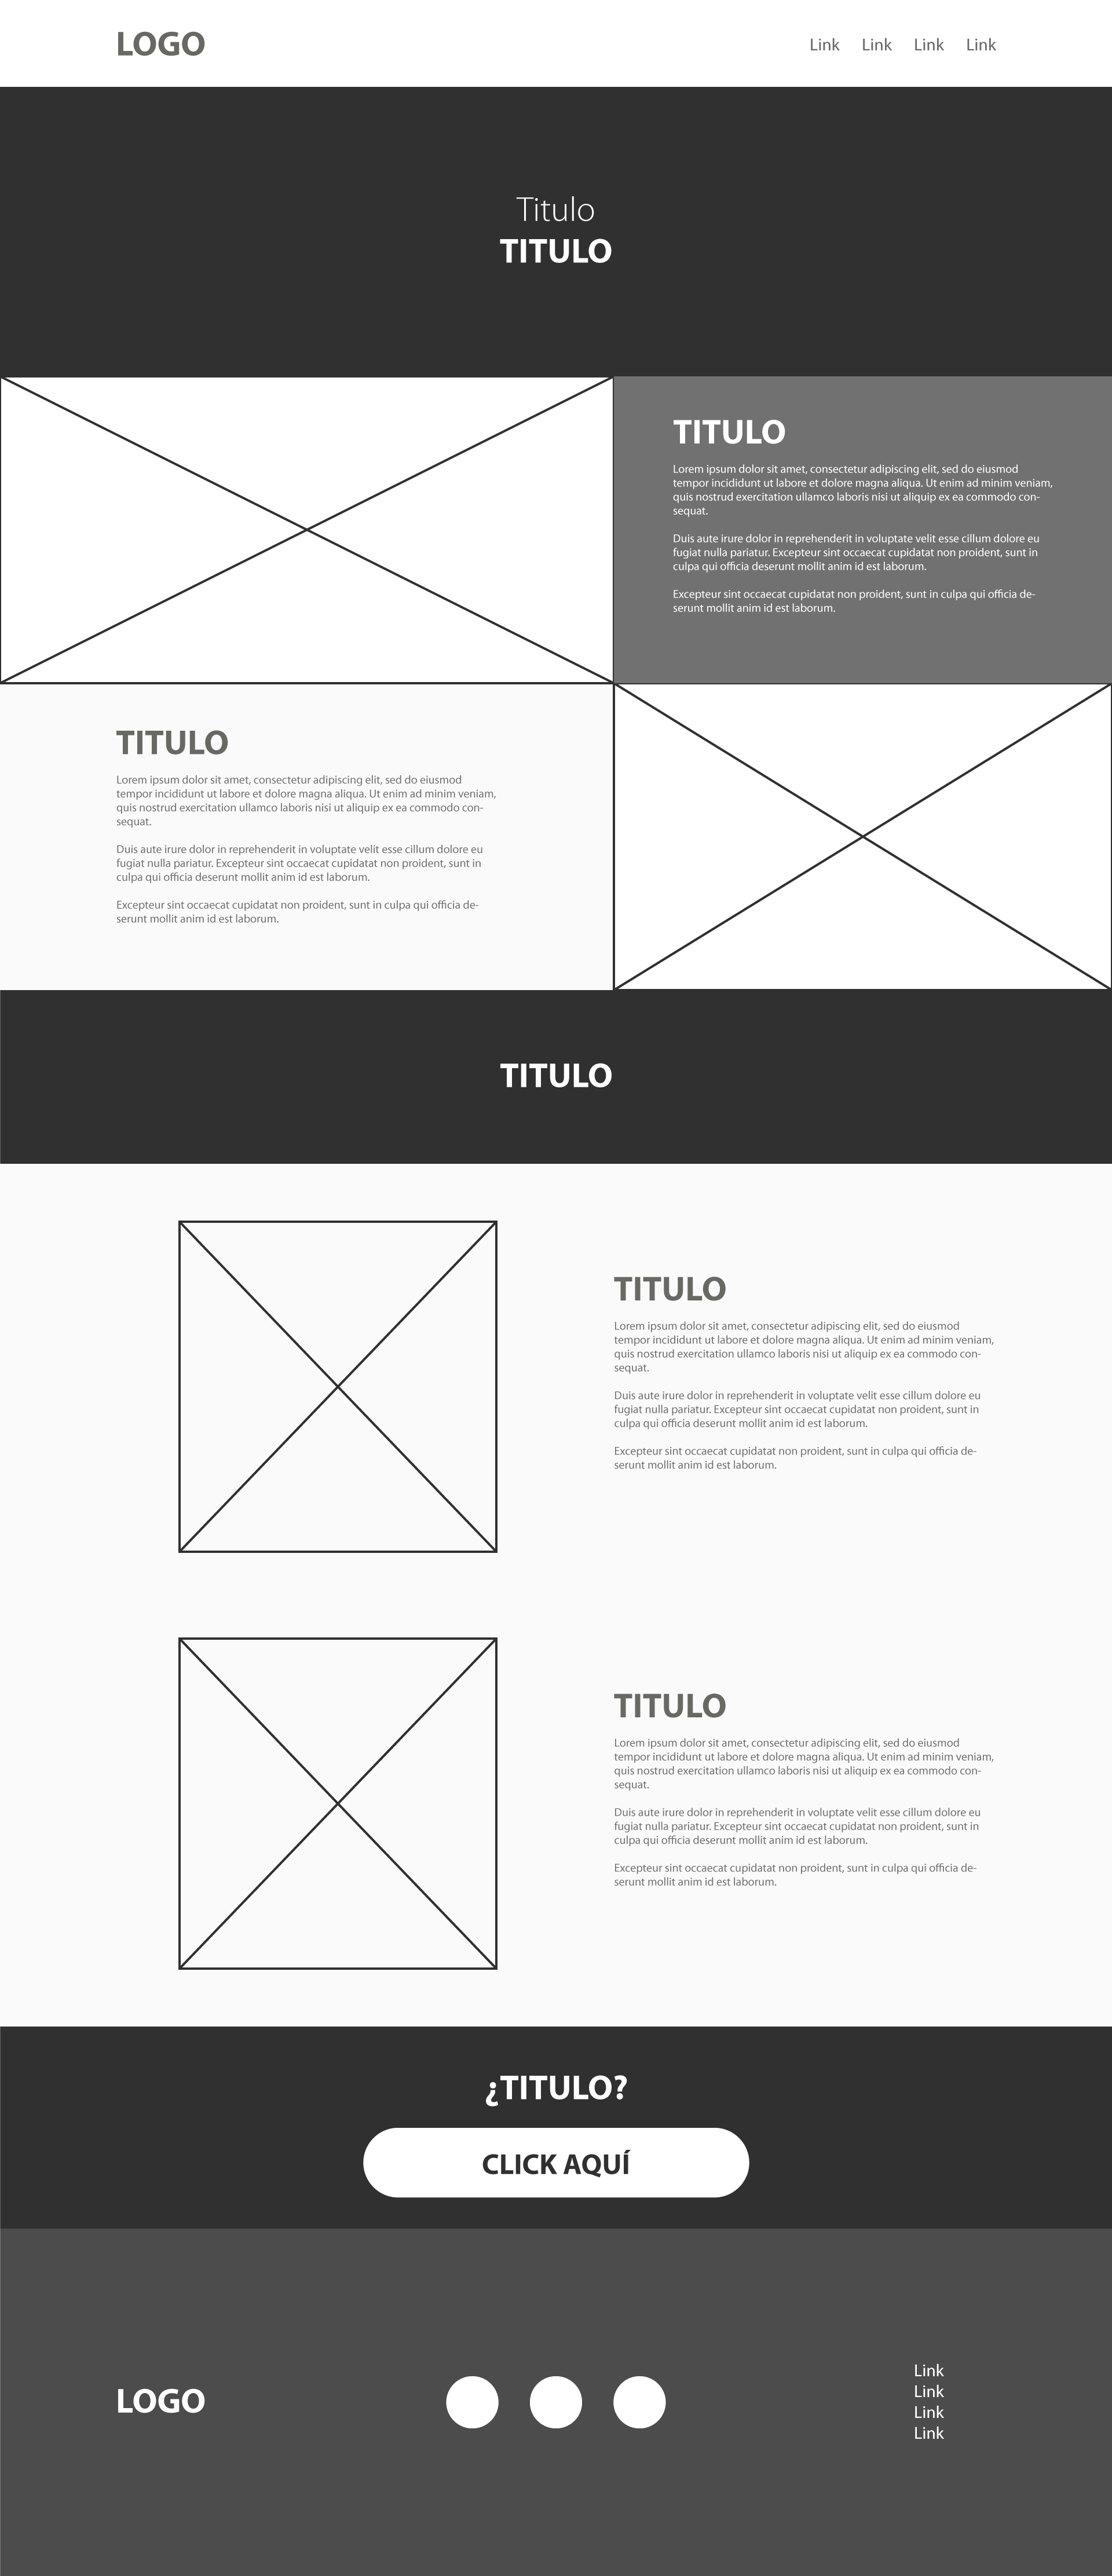 LOGO
Link Link Link Link
Titulo
TITULO
TITULO
Lorem ipsum dolor sit amet, consectetur adipiscing elit, sed do eiusmod
tempor incididunt ut labore et dolore magna aliqua. Ut enim ad minim veniam,
quis nostrud exercitation ullamco laboris nisi ut aliquip ex ea commodo con-
sequat.
Duis aute irure dolor in reprehenderit in voluptate velit esse cillum dolore eu
fugiat nulla pariatur. Excepteur sint occaecat cupidatat non proident, sunt in
culpa qui officia deserunt mollit anim id est laborum.
Excepteur sint occaecat cupidatat non proident, sunt in culpa qui officia de-
serunt mollit anim id est laborum.
TITULO
Lorem ipsum dolor sit amet, consectetur adipiscing elit, sed do eiusmod
tempor incididunt ut labore et dolore magna aliqua. Ut enim ad minim veniam,
quis nostrud exercitation ullamco laboris nisi ut aliquip ex ea commodo con-
sequat.
Duis aute irure dolor in reprehenderit in voluptate velit esse cillum dolore eu
fugiat nulla pariatur. Excepteur sint occaecat cupidatat non proident, sunt in
culpa qui officia deserunt mollit anim id est laborum.
Excepteur sint occaecat cupidatat non proident, sunt in culpa qui officia de-
serunt mollit anim id est laborum.
TITULO
TITULO
Lorem ipsum dolor sit amet, consectetur adipiscing elit, sed do eiusmod
tempor incididunt ut labore et dolore magna aliqua. Ut enim ad minim veniam,
quis nostrud exercitation ullamco laboris nisi ut aliquip ex ea commodo con-
sequat.
Duis aute irure dolor in reprehenderit in voluptate velit esse cillum dolore eu
fugiat nulla pariatur. Excepteur sint occaecat cupidatat non proident, sunt in
culpa qui officia deserunt mollit anim id est laborum.
Excepteur sint occaecat cupidatat non proident, sunt in culpa qui officia de-
serunt mollit anim id est laborum.
TITULO
Lorem ipsum dolor sit amet, consectetur adipiscing elit, sed do eiusmod
tempor incididunt ut labore et dolore magna aliqua. Ut enim ad minim veniam,
quis nostrud exercitation ullamco laboris nisi ut aliquip ex ea commodo con-
sequat.
Duis aute irure dolor in reprehenderit in voluptate velit esse cillum dolore eu
fugiat nulla pariatur. Excepteur sint occaecat cupidatat non proident, sunt in
culpa qui officia deserunt mollit anim id est laborum.
Excepteur sint occaecat cupidatat non proident, sunt in culpa qui officia de-
serunt mollit anim id est laborum.
¿TITULO?
CLICK AQUÍ
LOGO
Link
Link
Link
Link